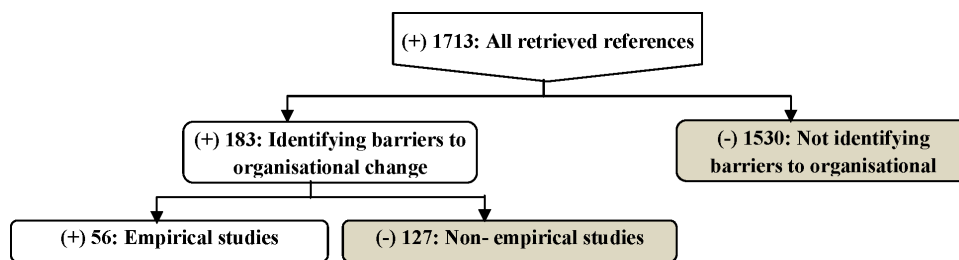 (+) 1713: All retrieved references
(+) 183: Identifying barriers to
organisational change
(-) 1530: Not identifying
barriers to organisational
(+) 56: Empirical studies
(-) 127: Non- empirical studies